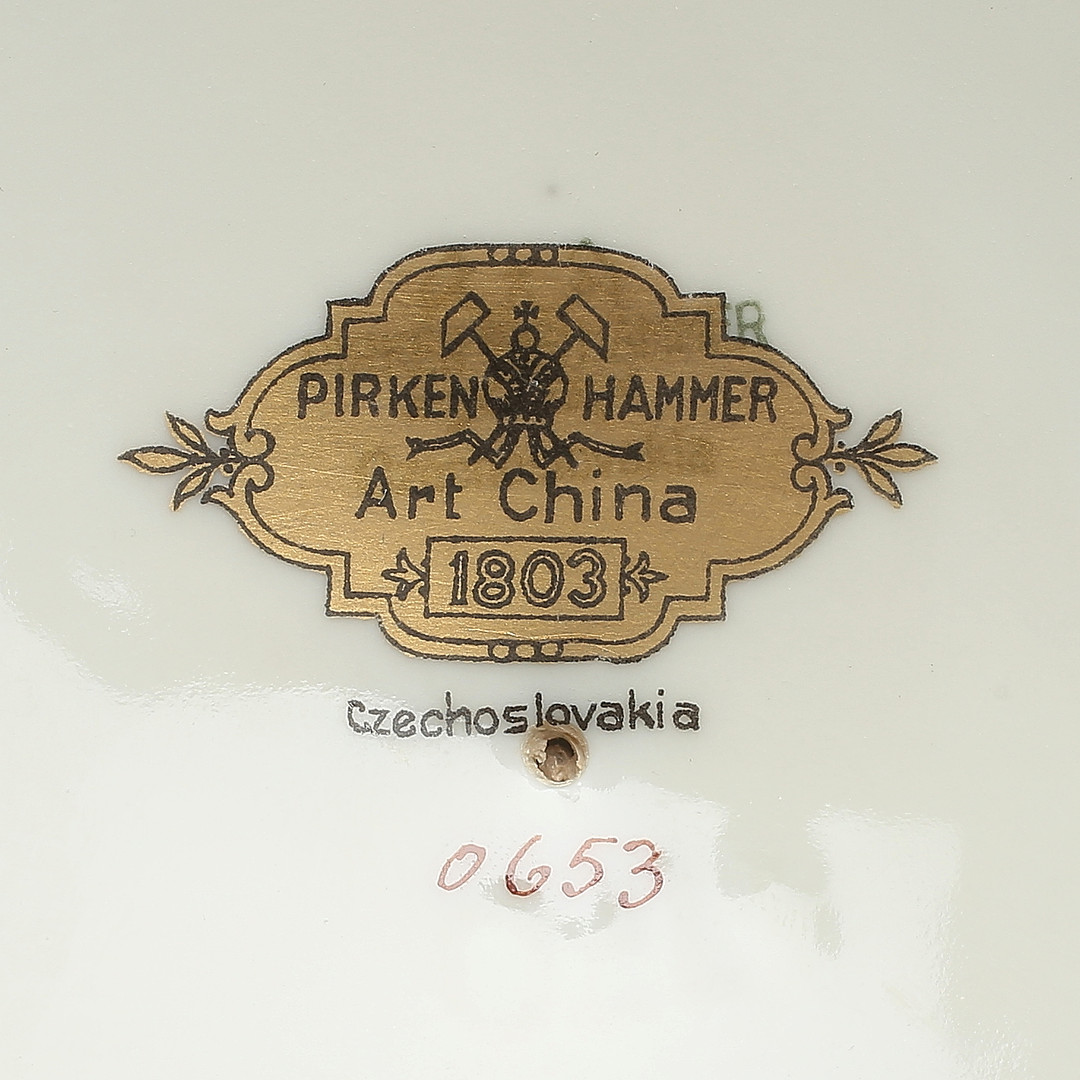 PIRKEN HAMMER
Art China
1803
Czechoslovakia
0653